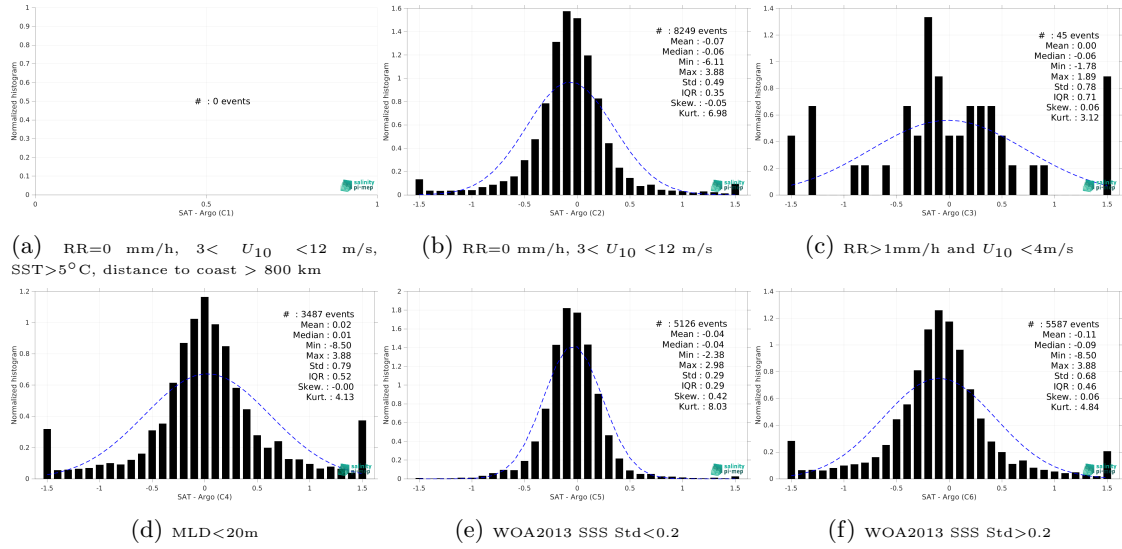 1
0.9
0.8
0.7
0.6
0.5
0.4
0.3
0.2
0.1
0
Normalized histogram
# : 0 events
salinity
pi-mep
0 0.5 1
SAT - Argo (C1)
(a) RR=0 mm/h, 3< U10 <12 m/s,
SST>5°C, distance to coast > 800 km
1.6
1.4
1.2
1
0.8
0.6
0.4
0.2
0
Normalized histogram
# : 8249 events
Mean : -0.07
Median : -0.06
Min : -6.11
Max : 3.88
Std : 0.49
IQR : 0.35
Skew. : -0.05
Kurt. : 6.98
salinity
pi-mep
-1.5 -1 -0.5 0 0.5 1 1.5
SAT - Argo (C2)
(b) RR=0 mm/h, 3< U10 <12 m/s
1.4
1.2
1
0.8
0.6
0.4
0.2
0
Normalized histogram
# : 45 events
Mean : 0.00
Median : -0.06
Min : -1.78
Max : 1.89
Std : 0.78
IQR : 0.71
Skew. : 0.06
Kurt. : 3.12
salinity
pi-mep
-1.5 -1 -0.5 0 0.5 1 1.5
SAT - Argo (C3)
(c) RR>1mm/h and U10 <4m/s
1.2
1
0.8
0.6
0.4
0.2
0
Normalized histogram
# : 3487 events
Mean : 0.02
Median : 0.01
Min : -8.50
Max : 3.88
Std : 0.79
IQR : 0.52
Skew. : -0.00
Kurt. : 4.13
salinity
pi-mep
-1.5 -1 -0.5 0 0.5 1 1.5
SAT - Argo (C4)
(d) MLD<20m
2
1.8
1.6
1.4
1.2
1
0.8
0.6
0.4
0.2
0
Normalized histogram
# : 5126 events
Mean : -0.04
Median : -0.04
Min : -2.38
Max : 2.98
Std : 0.29
IQR : 0.29
Skew. : 0.42
Kurt. : 8.03
salinity
pi-mep
-1.5 -1 -0.5 0 0.5 1 1.5
SAT - Argo (C5)
(e) WOA2013 SSS Std<0.2
1.4
1.2
1
0.8
0.6
0.4
0.2
0
Normalized histogram
# : 5587 events
Mean : -0.11
Median : -0.09
Min : -8.50
Max : 3.88
Std : 0.68
IQR : 0.46
Skew. : 0.06
Kurt. : 4.84
salinity
pi-mep
-1.5 -1 -0.5 0 0.5 1 1.5
SAT - Argo (C6)
(f) WOA2013 SSS Std>0.2